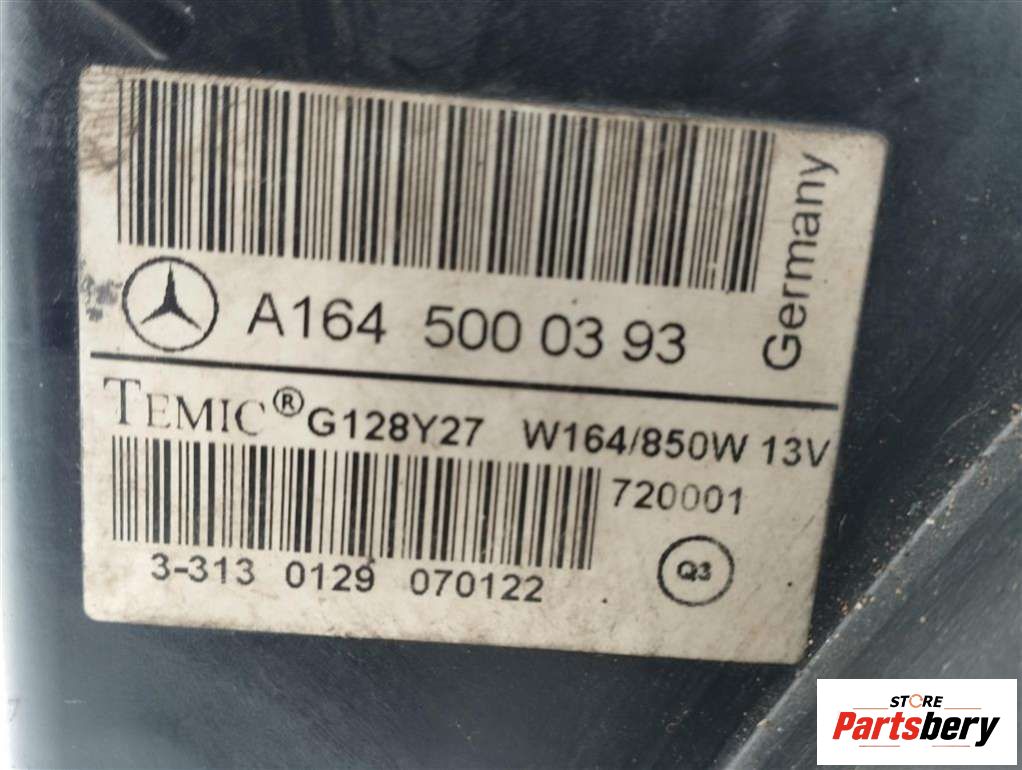 A164 500 03 93
Germany
TEMIC® G128Y27 W164/850W 13V
720001
3-313 0129 070122
Q3
STORE
Partsbery